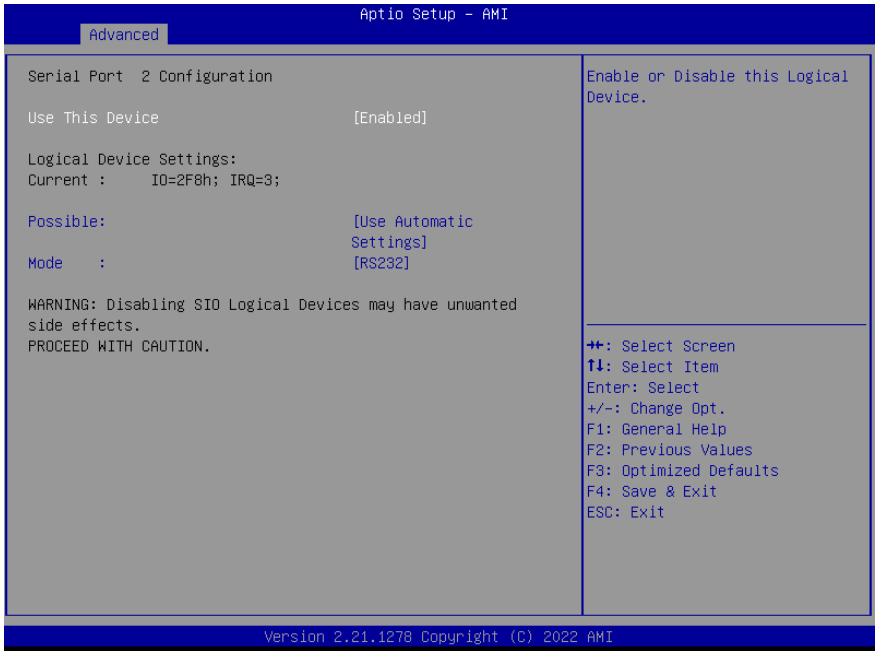 Aptio Setup – AMI
Advanced
Serial Port  2 Configuration
Use This Device [Enabled]
Logical Device Settings:
Current :      IO=2F8h; IRQ=3;
Possible: [Use Automatic
Settings]
Mode    : [RS232]
WARNING: Disabling SIO Logical Devices may have unwanted
side effects.
PROCEED WITH CAUTION.
Enable or Disable this Logical
Device.
→←: Select Screen
↑↓: Select Item
Enter: Select
+/-: Change Opt.
F1: General Help
F2: Previous Values
F3: Optimized Defaults
F4: Save & Exit
ESC: Exit
Version 2.21.1278 Copyright (C) 2022 AMI